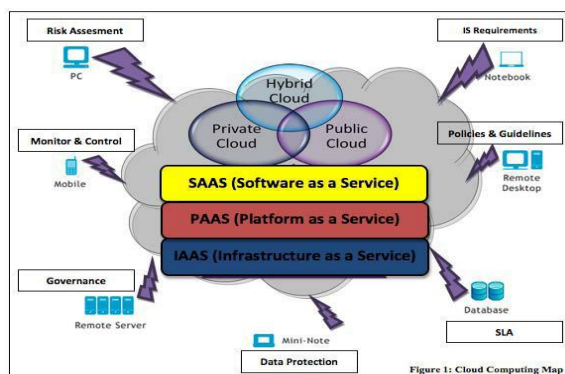 Risk Assesment
PC
IS Requirements
Notebook
Hybrid
Cloud
Private
Cloud
Public
Cloud
Monitor & Control
Mobile
Policies & Guidelines
Remote
Desktop
SAAS (Software as a Service)
PAAS (Platform as a Service)
IAAS (Infrastructure as a Service)
Governance
Remote Server
Database
SLA
Mini-Note
Data Protection
Figure 1: Cloud Computing Map